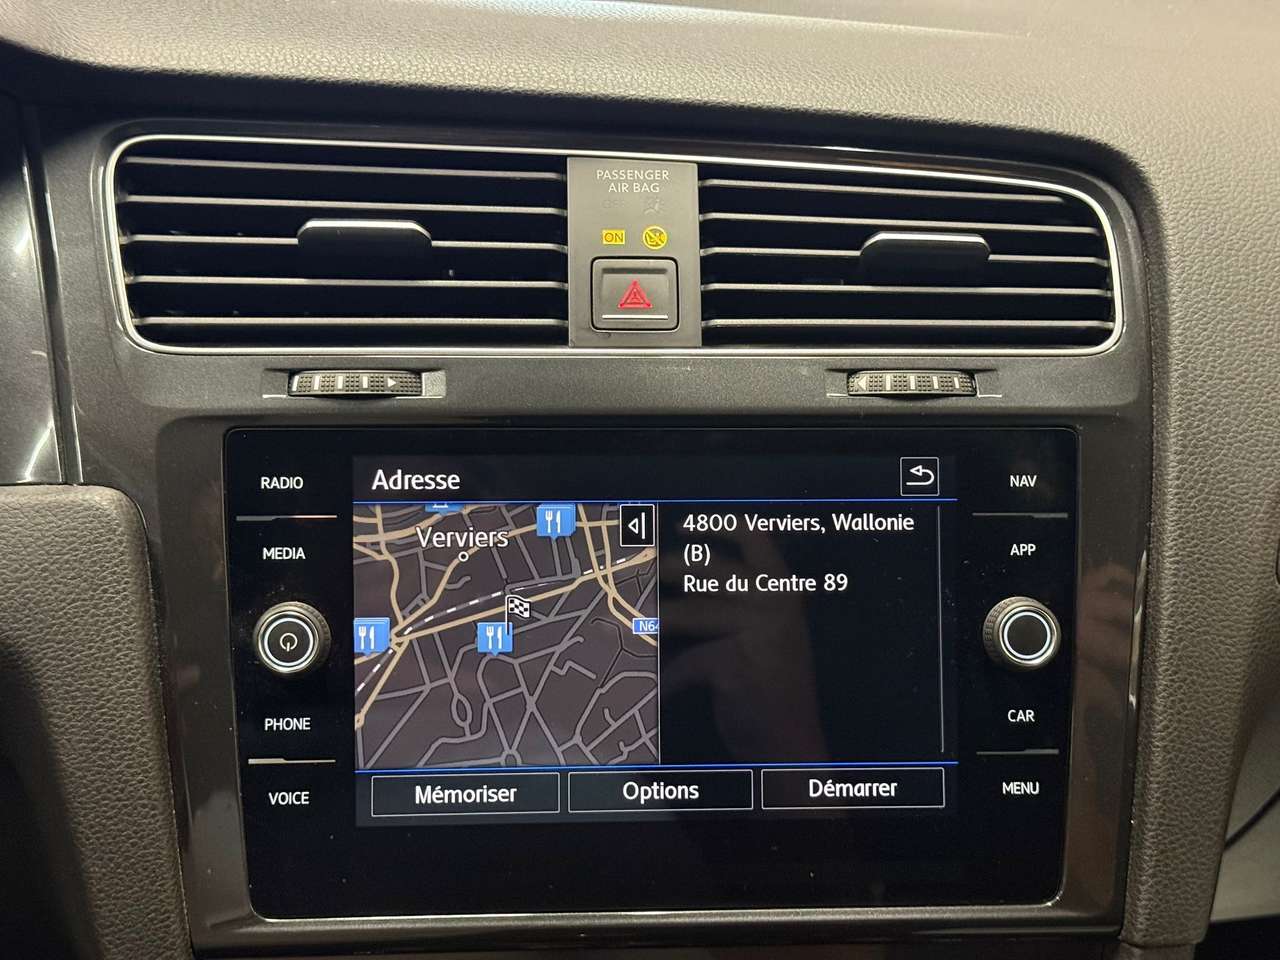 PASSENGER
AIR BAG
OFF
ON
RADIO
MEDIA
PHONE
VOICE
Adresse
Verviers
N64
4800 Verviers, Wallonie
(B)
Rue du Centre 89
Mémoriser
Options
Démarrer
NAV
APP
CAR
MENU